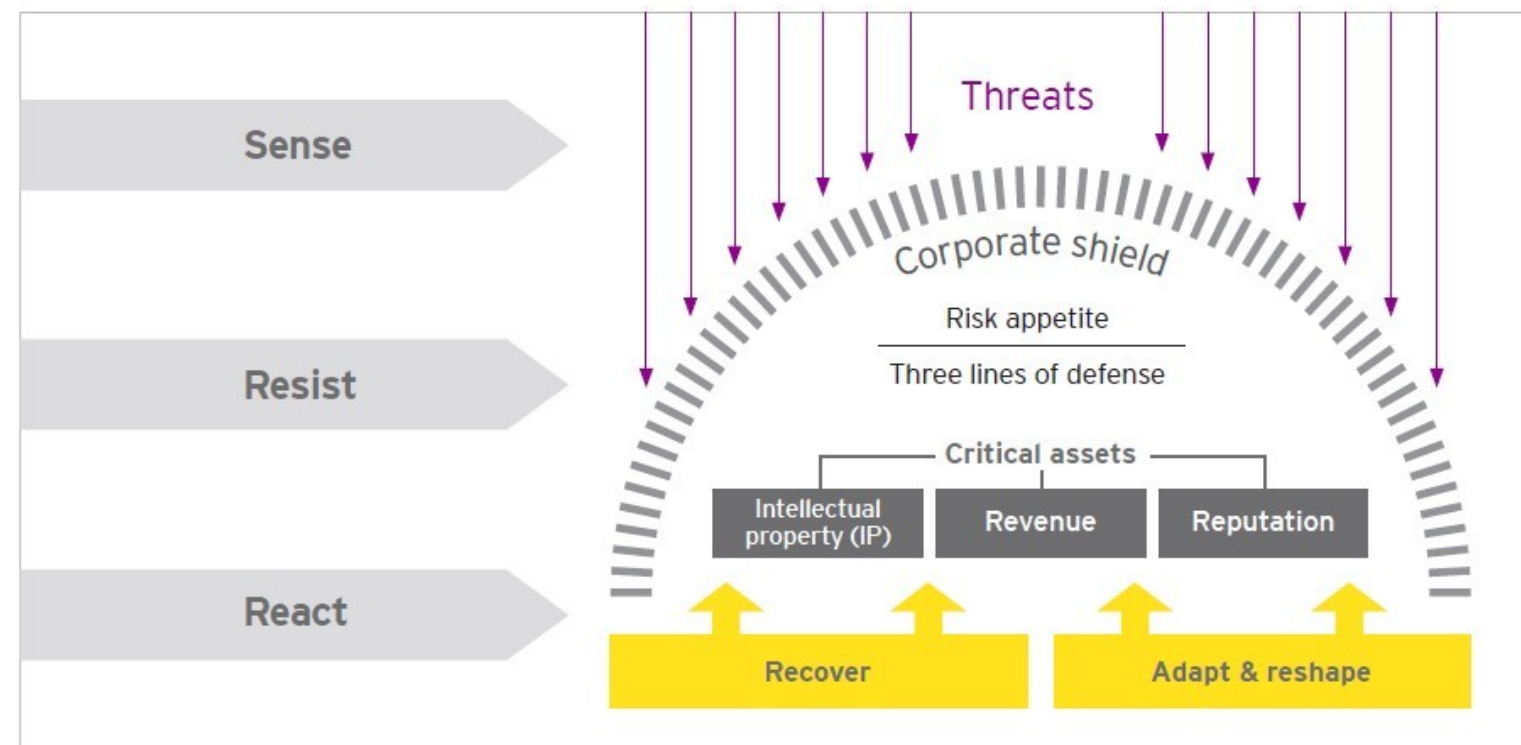 Sense
Resist
React
Threats
Corporate shield
Risk appetite
Three lines of defense
Critical assets
Intellectual
property (IP)
Revenue
Reputation
Recover
Adapt & reshape